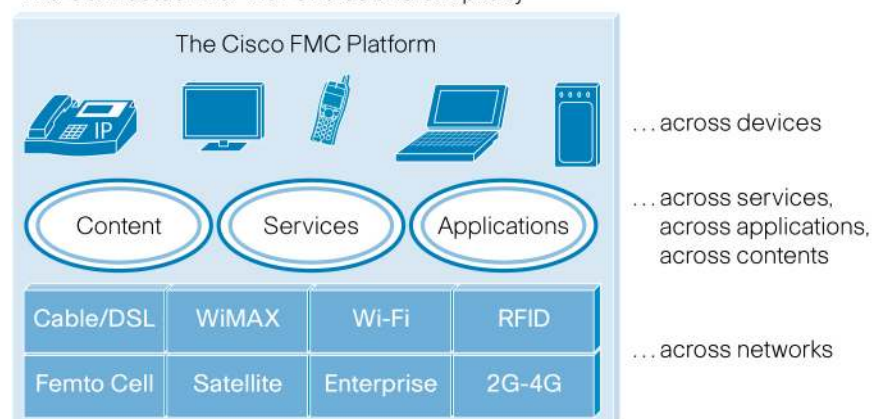 The Cisco FMC Platform
IP
...across devices
Content
Services
Applications
...across services,
across applications,
across contents
Cable/DSL
WiMAX
Wi-Fi
RFID
Femto Cell
Satellite
Enterprise
2G-4G
...across networks